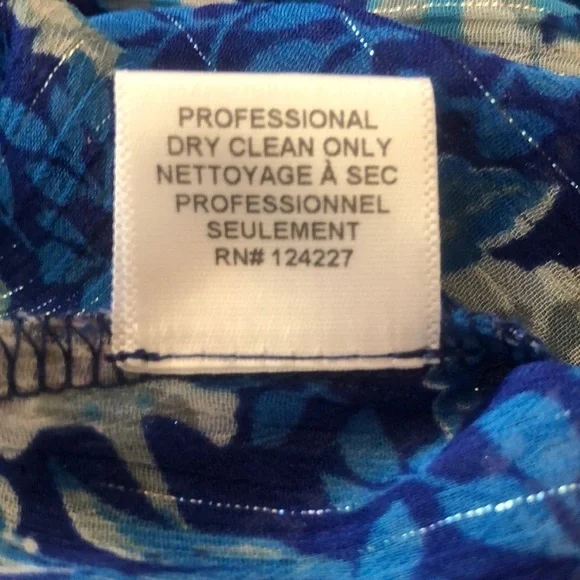 PROFESSIONAL
DRY CLEAN ONLY
NETTOYAGE À SEC
PROFESSIONNEL
SEULEMENT
RN# 124227